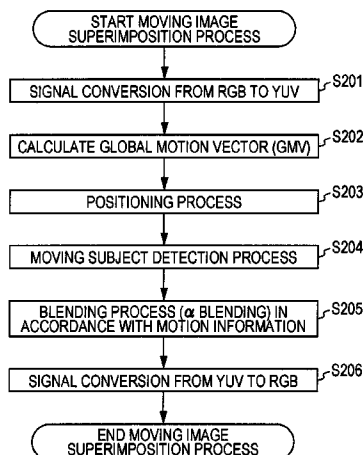 START MOVING IMAGE
SUPERIMPOSITION PROCESS
S201
SIGNAL CONVERSION FROM RGB TO YUV
S202
CALCULATE GLOBAL MOTION VECTOR (GMV)
S203
POSITIONING PROCESS
S204
MOVING SUBJECT DETECTION PROCESS
S205
BLENDING PROCESS (α BLENDING) IN
ACCORDANCE WITH MOTION INFORMATION
S206
SIGNAL CONVERSION FROM YUV TO RGB
END MOVING IMAGE
SUPERIMPOSITION PROCESS